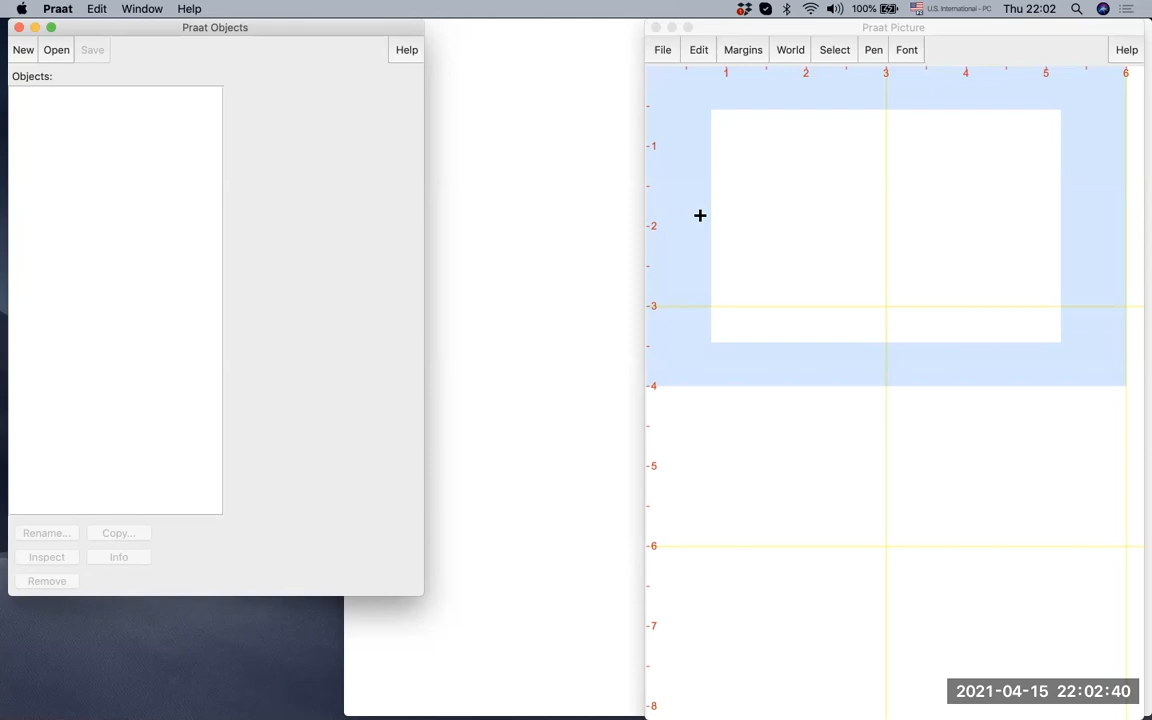 Praat Edit Window Help
100% U.S. International - PC Thu 22:02
Praat Objects
New Open Save Help
Objects:
Rename... Copy...
Inspect Info
Remove
Praat Picture
File Edit Margins World Select Pen Font Help
1 2 3 4 5 6
-1
-2
-3
-4
-5
-6
-7
-8
2021-04-15 22:02:40